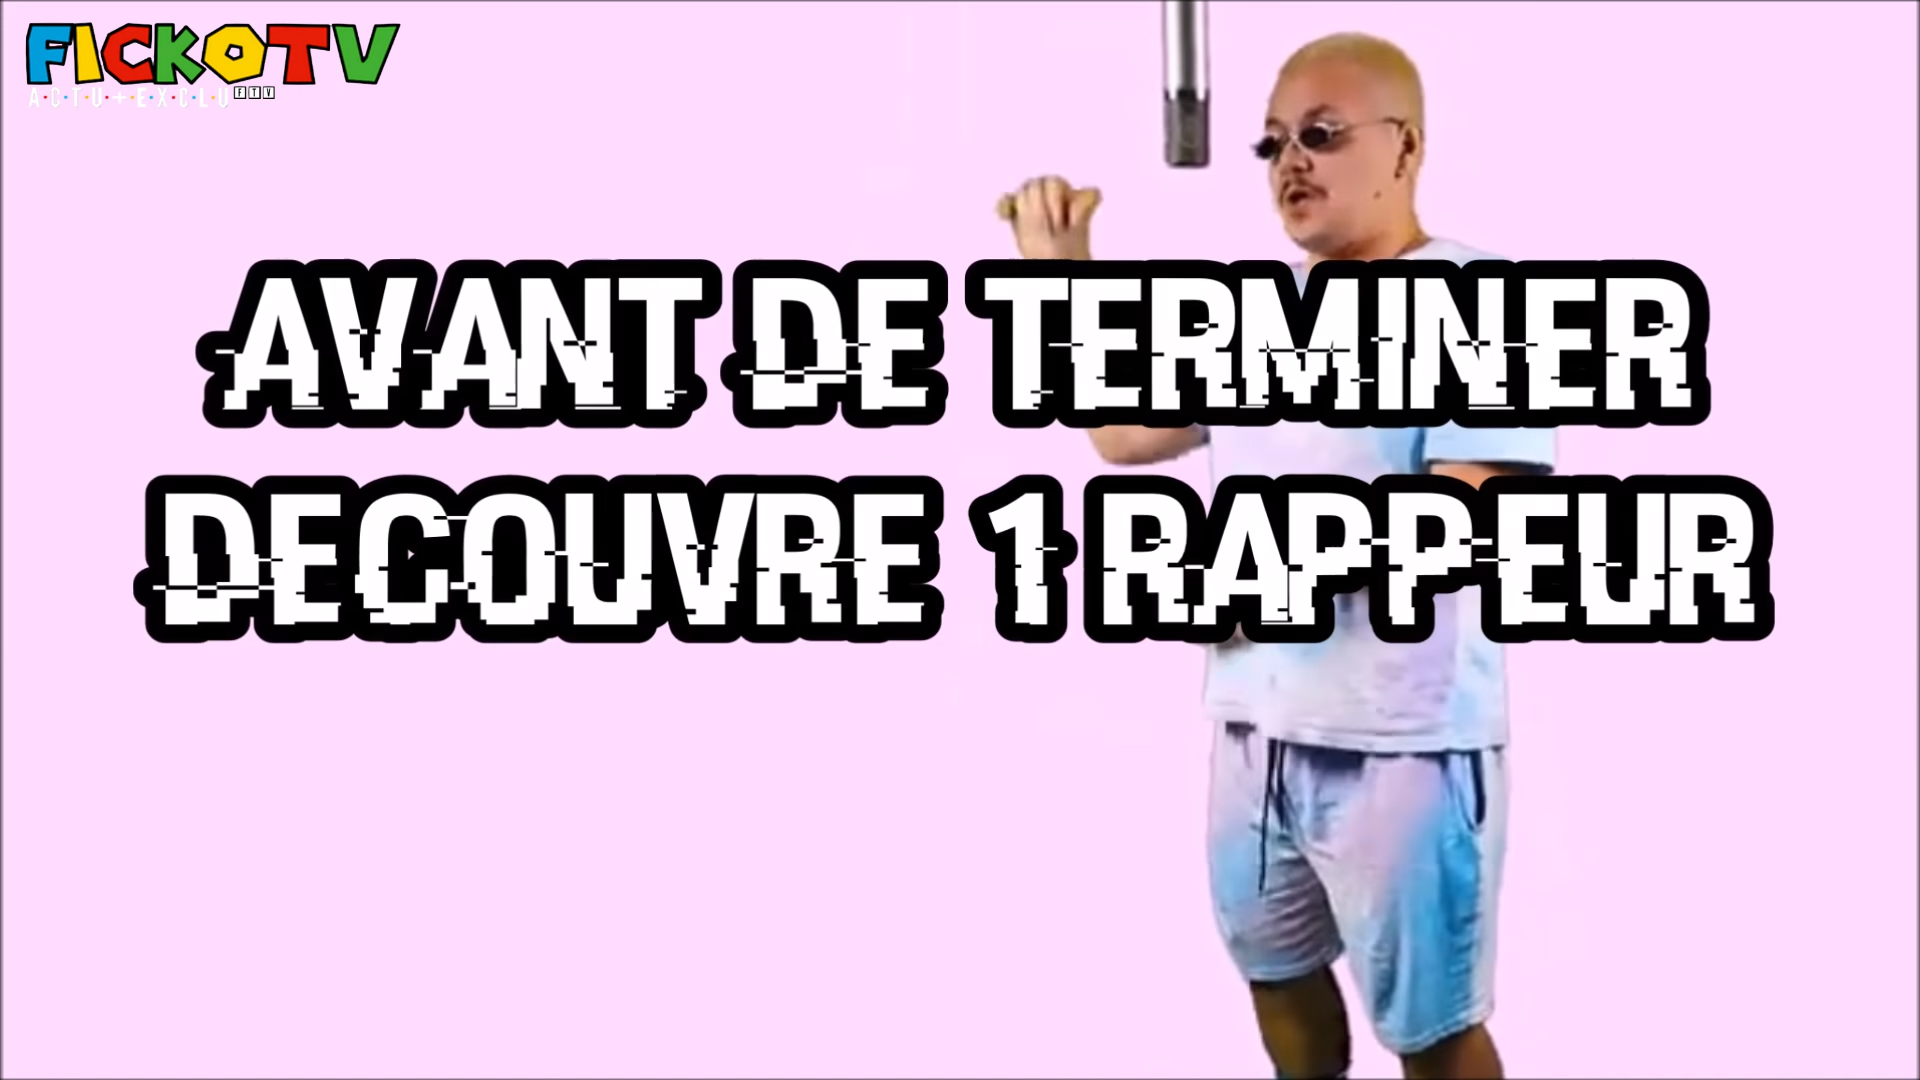 FICKOTV
A·C·T·U·+·E·X·C·L·U FTV
AVANT DE TERMINER
DECOUVRE 1 RAPPEUR